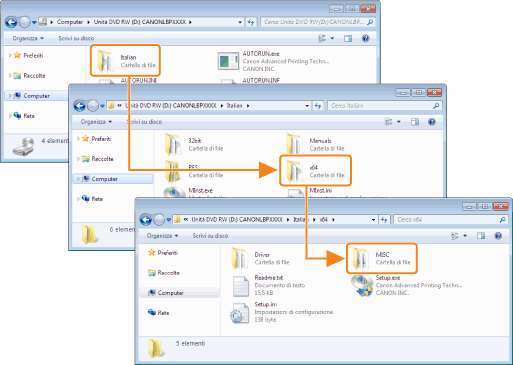 Computer ▸ Unità DVD RW (D:) CANONLBPXXXX ▸
Cerca Unità DVD RW (D:) CANO...
Organizza Scrivi su disco
Preferiti
Raccolte
Computer
Rete
Italian
Cartella di file
AUTORUN.exe
Canon Advanced Printing Techn...
CANON INC.
AUTORUN.INI
AUTORUN.INF
4 elementi
Unità DVD RW (D:) CANONLBPXXXX ▸ Italian ▸
Cerca Italian
Organizza Scrivi su disco
Preferiti
Raccolte
Computer
Rete
32bit
Cartella di file
Manuals
Cartella di file
x64
Cartella di file
MInst.exe
MInst.ini
6 elementi
Unità DVD RW (D:) CANONLBPXXXX ▸ Italian ▸ x64 ▸
Cerca x64
Organizza Scrivi su disco
Preferiti
Raccolte
Computer
Rete
Driver
Cartella di file
MISC
Cartella di file
Readme.txt
Documento di testo
15,5 KB
Setup.exe
Canon Advanced Printing Techn...
CANON INC.
Setup.ini
Impostazioni di configurazione
138 byte
5 elementi